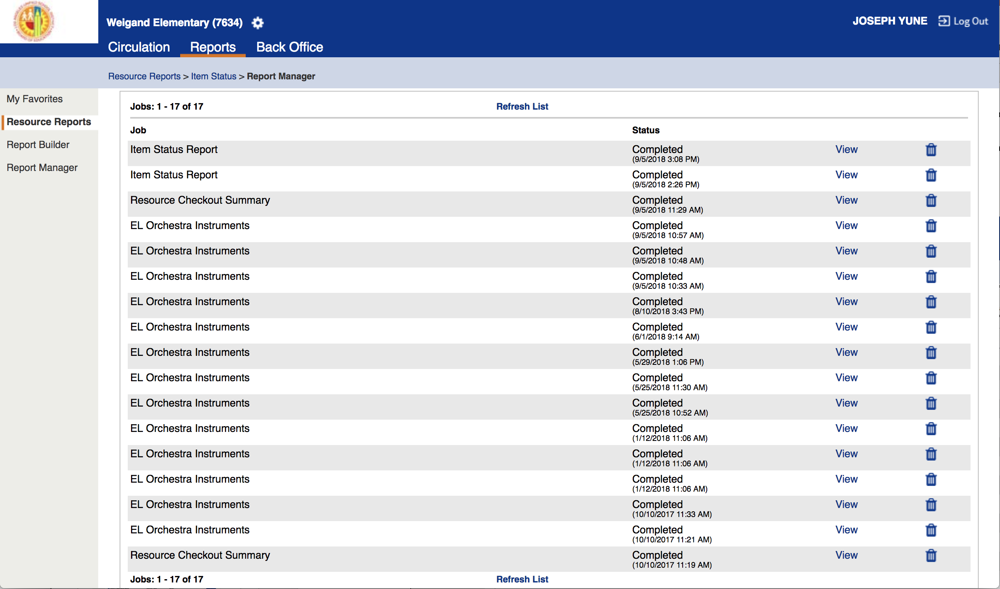 Weigand Elementary (7634)
JOSEPH YUNE
Log Out
Circulation
Reports
Back Office
Resource Reports > Item Status > Report Manager
My Favorites
Resource Reports
Report Builder
Report Manager
Jobs: 1 - 17 of 17
Refresh List
Job
Status
Item Status Report
Completed
View
(9/5/2018 3:08 PM)
Item Status Report
Completed
View
(9/5/2018 2:26 PM)
Resource Checkout Summary
Completed
View
(9/5/2018 11:29 AM)
EL Orchestra Instruments
Completed
View
(9/5/2018 10:57 AM)
EL Orchestra Instruments
Completed
View
(9/5/2018 10:48 AM)
EL Orchestra Instruments
Completed
View
(9/5/2018 10:33 AM)
EL Orchestra Instruments
Completed
View
(8/10/2018 3:43 PM)
EL Orchestra Instruments
Completed
View
(6/1/2018 9:14 AM)
EL Orchestra Instruments
Completed
View
(5/29/2018 1:06 PM)
EL Orchestra Instruments
Completed
View
(5/25/2018 11:30 AM)
EL Orchestra Instruments
Completed
View
(5/25/2018 10:52 AM)
EL Orchestra Instruments
Completed
View
(1/12/2018 11:06 AM)
EL Orchestra Instruments
Completed
View
(1/12/2018 11:06 AM)
EL Orchestra Instruments
Completed
View
(1/12/2018 11:06 AM)
EL Orchestra Instruments
Completed
View
(10/10/2017 11:33 AM)
EL Orchestra Instruments
Completed
View
(10/10/2017 11:21 AM)
Resource Checkout Summary
Completed
View
(10/10/2017 11:19 AM)
Jobs: 1 - 17 of 17
Refresh List